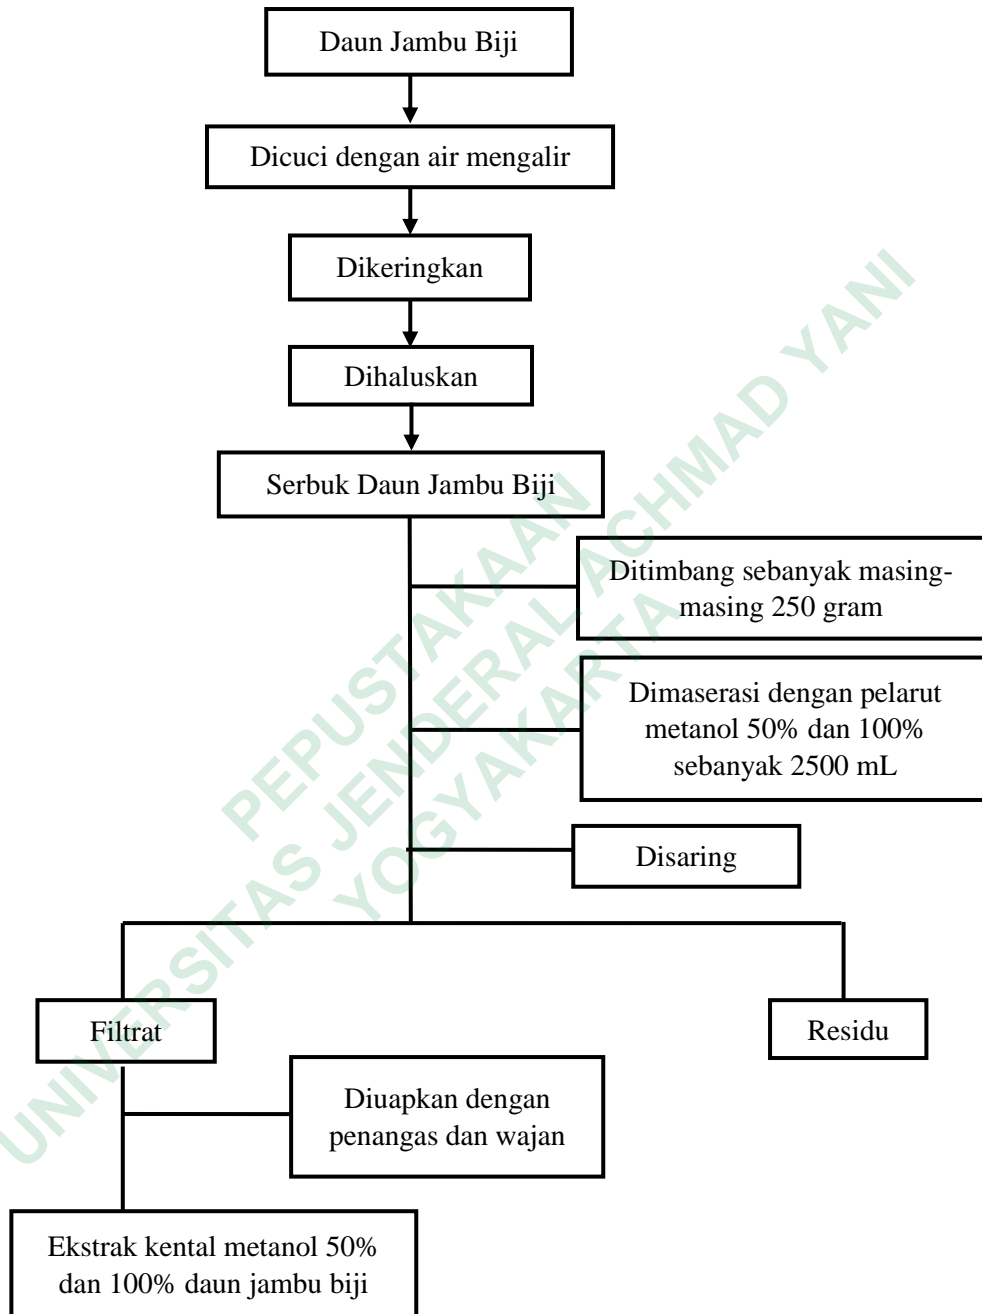 Daun Jambu Biji
Dicuci dengan air mengalir
Dikeringkan
Dihaluskan
Serbuk Daun Jambu Biji
Ditimbang sebanyak masing-
masing 250 gram
Dimaserasi dengan pelarut
metanol 50% dan 100%
sebanyak 2500 mL
Disaring
Filtrat
Residu
Diuapkan dengan
penangas dan wajan
Ekstrak kental metanol 50%
dan 100% daun jambu biji
PEPUSTAKAAN
UNIVERSITAS JENDERAL ACHMAD YANI
YOGYAKARTA